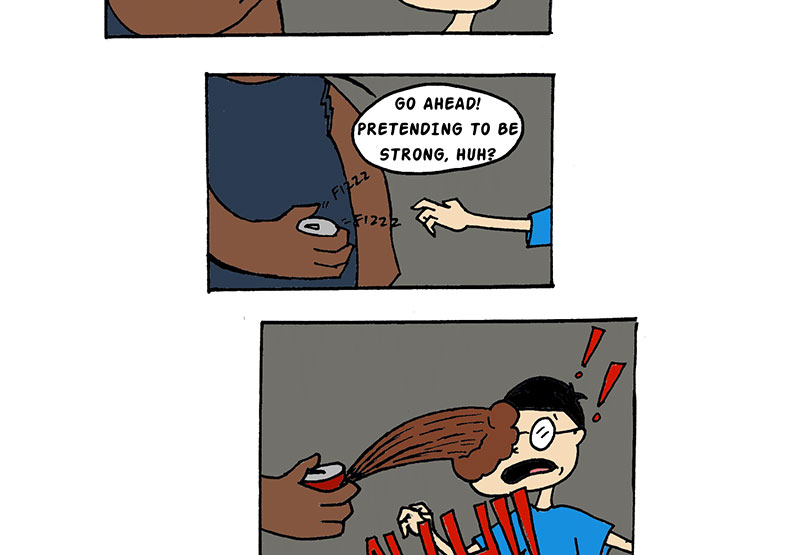 GO AHEAD!
PRETENDING TO BE
STRONG, HUH?
FIZZZ
FIZZZ
!!